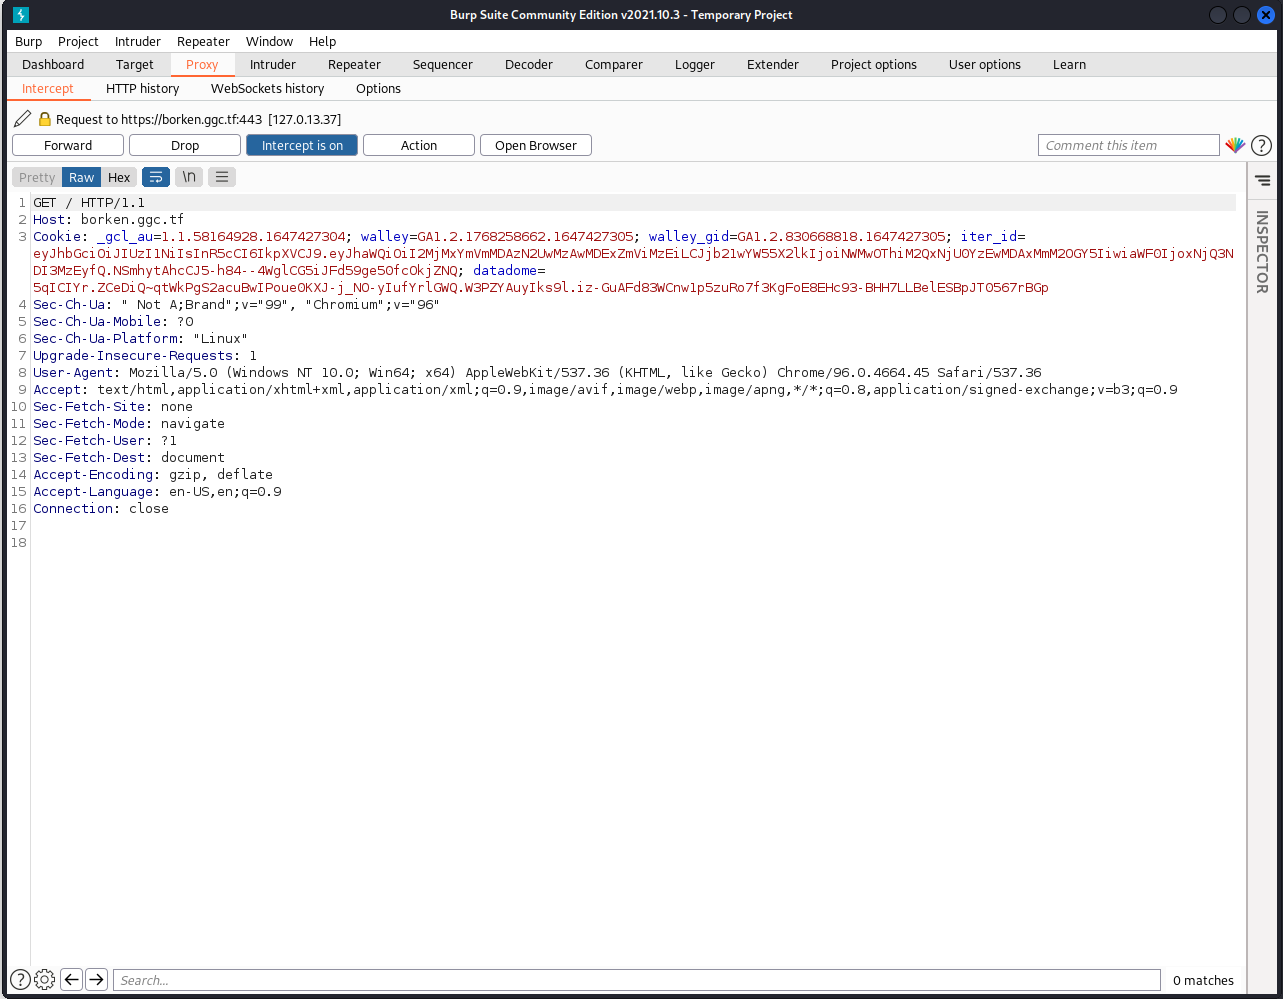 Burp Suite Community Edition v2021.10.3 - Temporary Project
Burp Project Intruder Repeater Window Help
Dashboard Target Proxy Intruder Repeater Sequencer Decoder Comparer Logger Extender Project options User options Learn
Intercept HTTP history WebSockets history Options
Request to https://borken.ggc.tf:443 [127.0.13.37]
Forward Drop Intercept is on Action Open Browser Comment this item ?
Pretty Raw Hex \n
INSPECTOR
1 GET / HTTP/1.1
2 Host: borken.ggc.tf
3 Cookie: _gcl_au=1.1.58164928.1647427304; walley=GA1.2.1768258662.1647427305; walley_gid=GA1.2.830668818.1647427305; iter_id=
eyJhbGciOiJIUzI1NiIsInR5cCI6IkpXVCJ9.eyJhaWQiOiI2MjMxYmVmMDAzN2UwMzAwMDExZmViMzEiLCJjb21wYW55X2lkIjoiNWMwOThiM2QxNjU0YzEwMDAxMmM2OGY5IiwiaWF0IjoxNjQ3N
DI3MzEyfQ.NSmhytAhcCJ5-h84--4WglCG5iJFd59ge50fcOkjZNQ; datadome=
5qICIYr.ZCeDiQ~qtWkPgS2acuBwIPoue0KXJ-j_NO-yIufYrlGWQ.W3PZYAuyIks9l.iz-GuAFd83WCnw1p5zuRo7f3KgFoE8EHc93-BHH7LLBelESBpJT0567rBGp
4 Sec-Ch-Ua: " Not A;Brand";v="99", "Chromium";v="96"
5 Sec-Ch-Ua-Mobile: ?0
6 Sec-Ch-Ua-Platform: "Linux"
7 Upgrade-Insecure-Requests: 1
8 User-Agent: Mozilla/5.0 (Windows NT 10.0; Win64; x64) AppleWebKit/537.36 (KHTML, like Gecko) Chrome/96.0.4664.45 Safari/537.36
9 Accept: text/html,application/xhtml+xml,application/xml;q=0.9,image/avif,image/webp,image/apng,*/*;q=0.8,application/signed-exchange;v=b3;q=0.9
10 Sec-Fetch-Site: none
11 Sec-Fetch-Mode: navigate
12 Sec-Fetch-User: ?1
13 Sec-Fetch-Dest: document
14 Accept-Encoding: gzip, deflate
15 Accept-Language: en-US,en;q=0.9
16 Connection: close
17
18
? Search... 0 matches